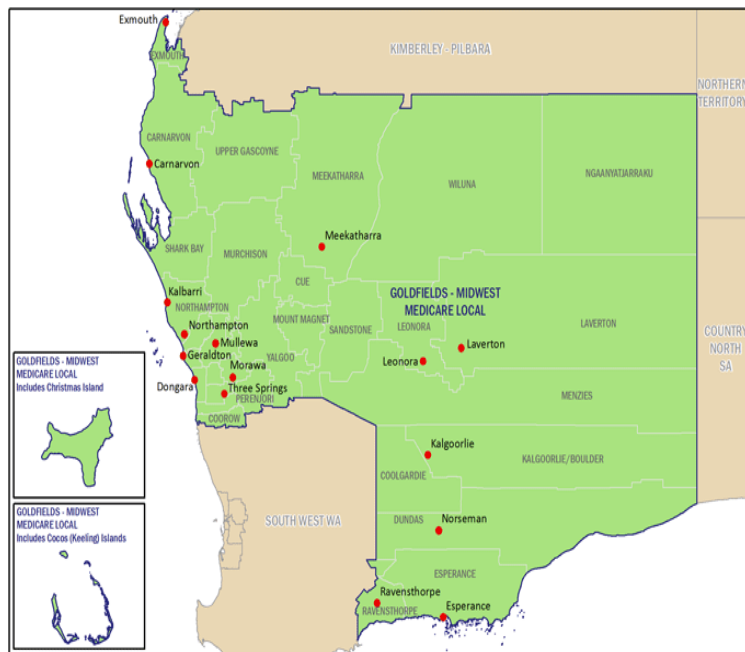 Exmouth
KIMBERLEY - PILBARA
EXMOUTH
NORTHERN
TERRITORY
CARNARVON
Carnarvon
UPPER GASCOYNE
MEEKATHARRA
WILUNA
NGAANYATJARRAKU
Meekatharra
SHARK BAY
MURCHISON
CUE
Kalbarri
NORTHAMPTON
GOLDFIELDS - MIDWEST
MEDICARE LOCAL
MOUNT MAGNET
SANDSTONE
LEONORA
LAVERTON
COUNTRY
NORTH
SA
Northampton
Mullewa
Geraldton
YALGOO
Laverton
Leonora
Morawa
Dongara
Three Springs
PERENJORI
COOROW
MENZIES
GOLDFIELDS - MIDWEST
MEDICARE LOCAL
Includes Christmas Island
Kalgoorlie
COOLGARDIE
KALGOORLIE/BOULDER
GOLDFIELDS - MIDWEST
MEDICARE LOCAL
Includes Cocos (Keeling) Islands
SOUTH WEST WA
DUNDAS
Norseman
ESPERANCE
Ravensthorpe
RAVENSTHORPE
Esperance